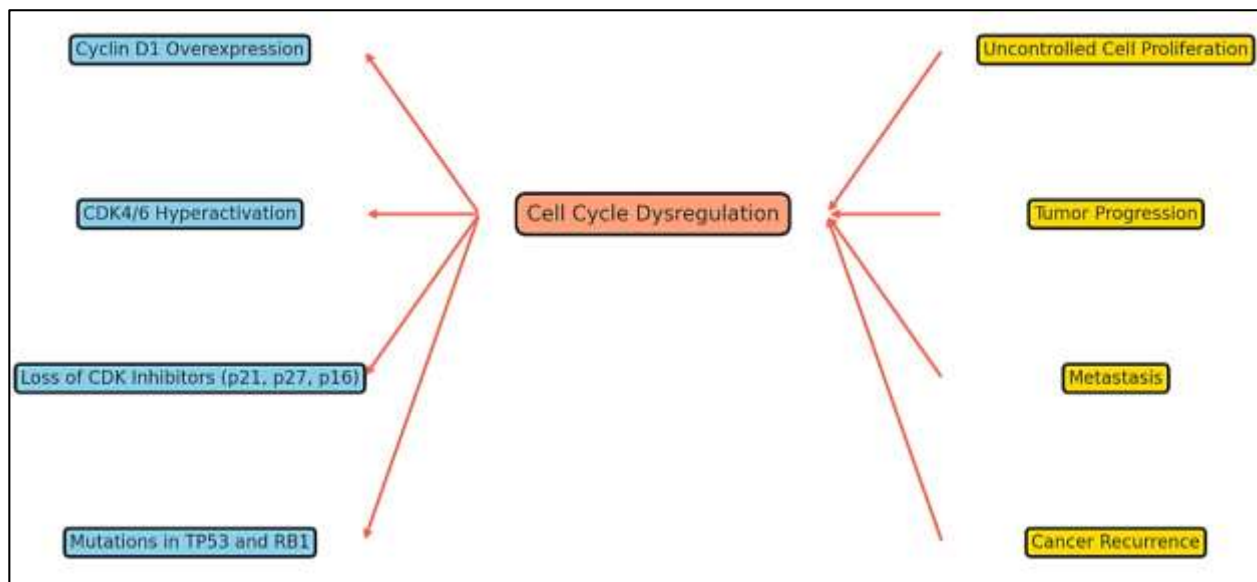 Cyclin D1 Overexpression
Uncontrolled Cell Proliferation
CDK4/6 Hyperactivation
Cell Cycle Dysregulation
Tumor Progression
Loss of CDK Inhibitors (p21, p27, p16)
Metastasis
Mutations in TP53 and RB1
Cancer Recurrence